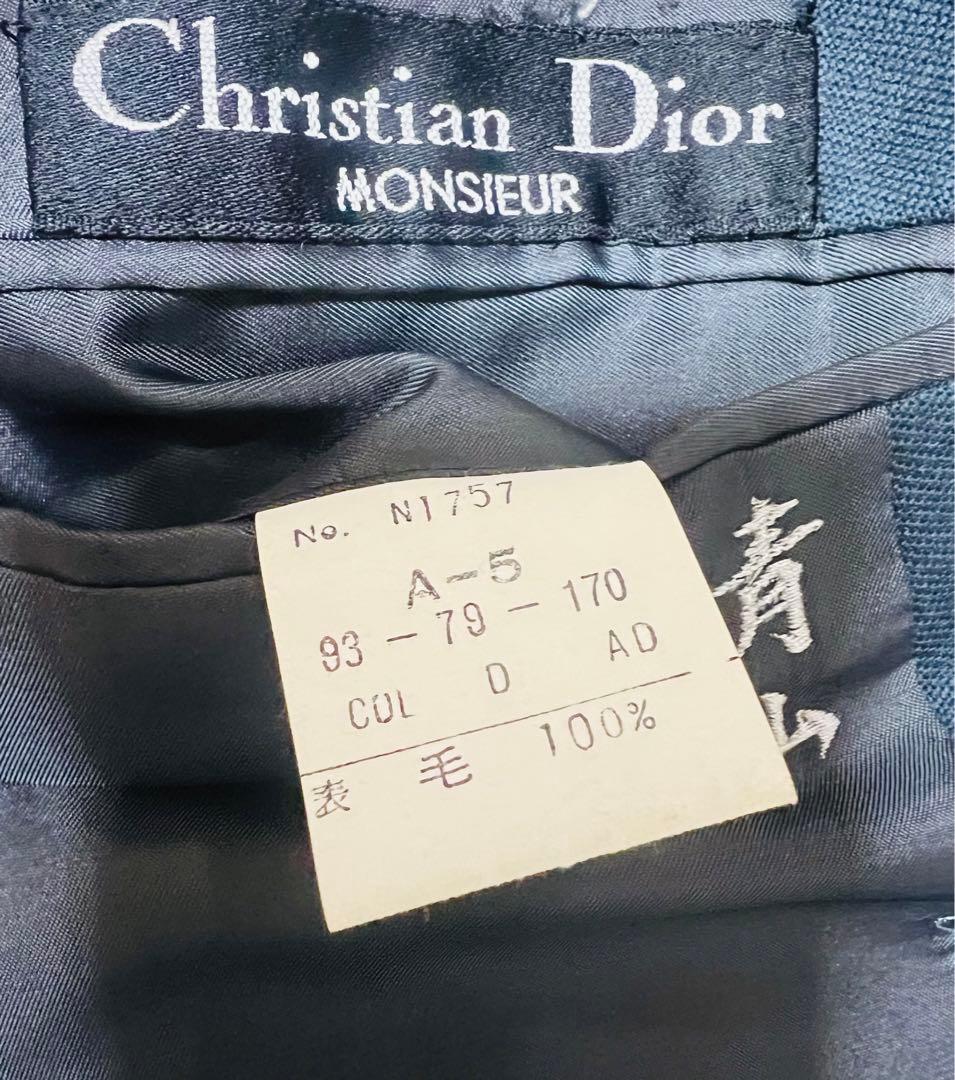 Christian Dior
MONSIEUR
No. N1757
A-5
93-79-170
COL D AD
表 毛 100%
青
山